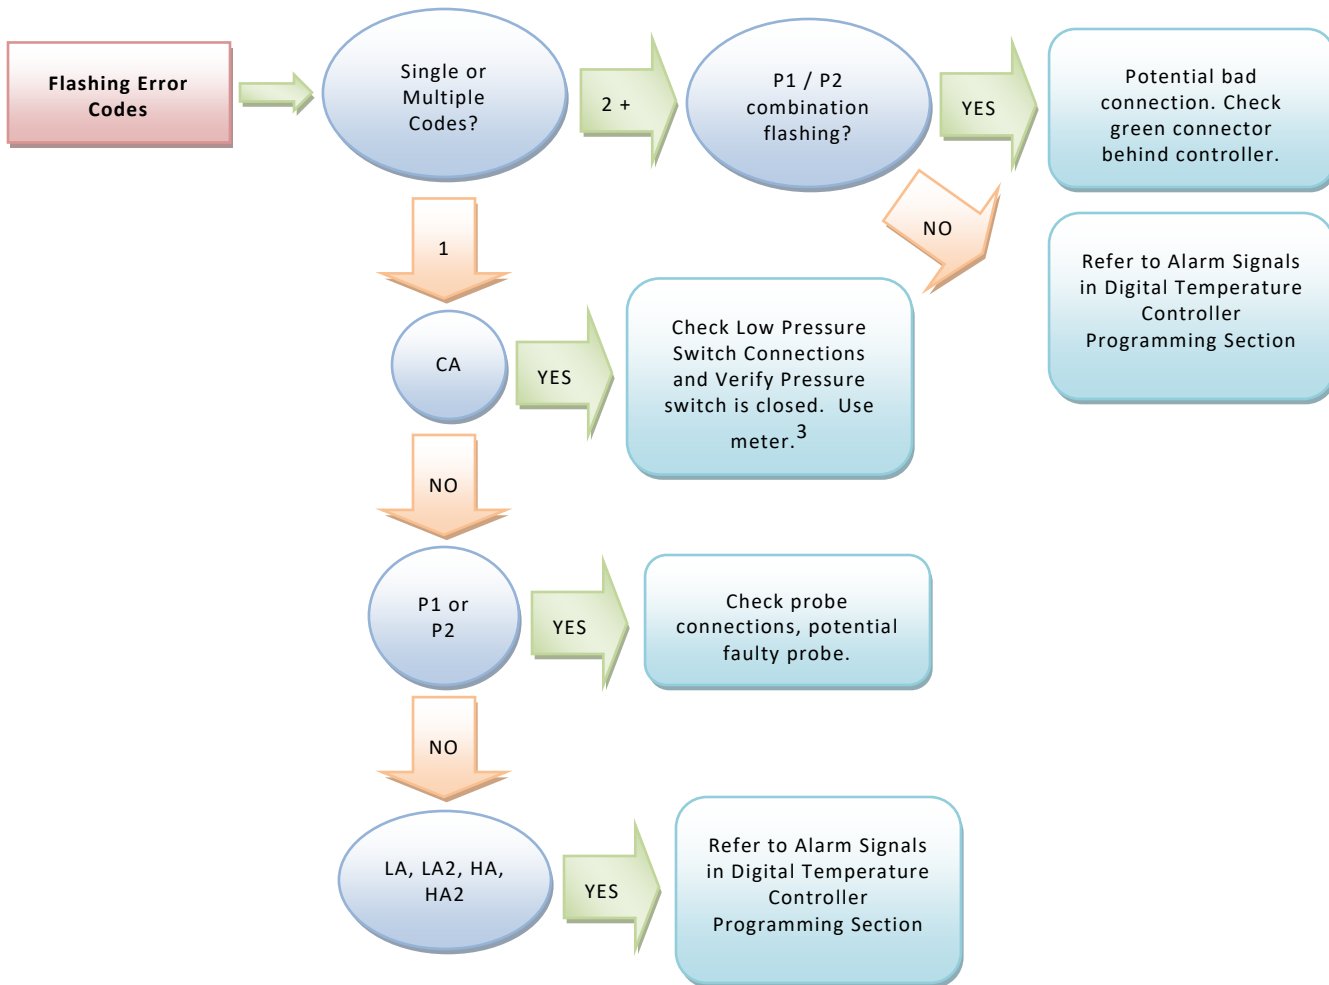 Flashing Error
Codes
Single or
Multiple
Codes?
2 +
P1 / P2
combination
flashing?
YES
Potential bad
connection. Check
green connector
behind controller.
NO
Refer to Alarm Signals
in Digital Temperature
Controller
Programming Section
1
CA
YES
Check Low Pressure
Switch Connections
and Verify Pressure
switch is closed.  Use
meter.3
NO
P1 or
P2
YES
Check probe
connections, potential
faulty probe.
NO
LA, LA2, HA,
HA2
YES
Refer to Alarm Signals
in Digital Temperature
Controller
Programming Section